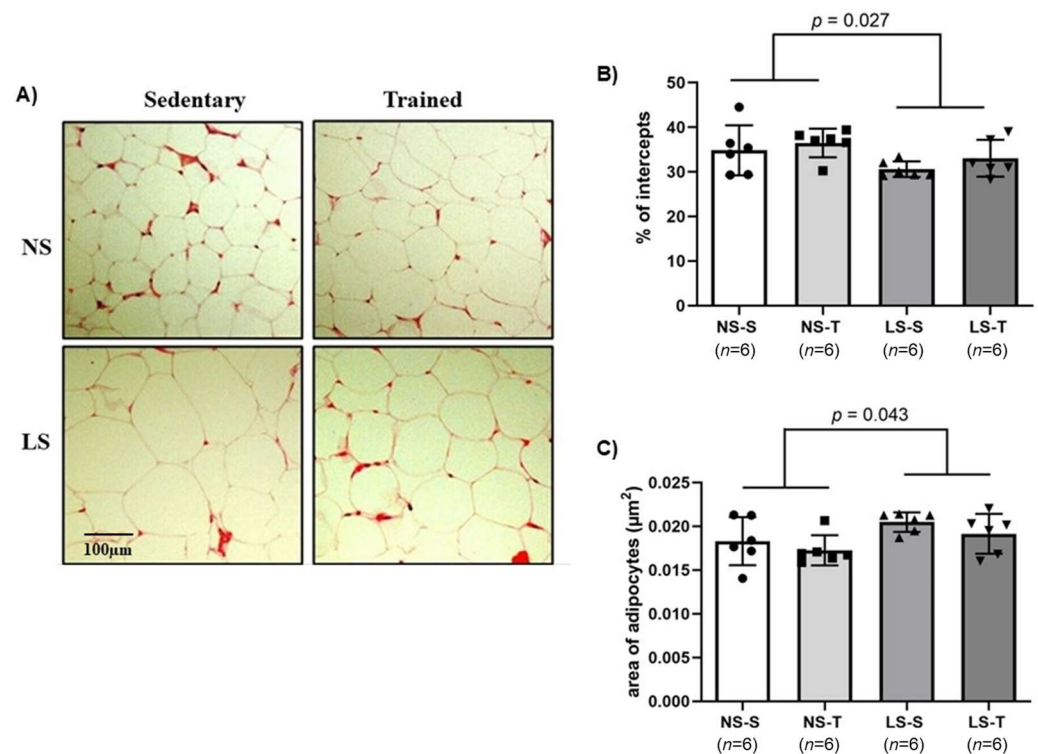 A)
Sedentary Trained
NS
LS
100µm
B)
p = 0.027
% of intercepts
50
40
30
20
10
0
NS-S NS-T LS-S LS-T
(n=6) (n=6) (n=6) (n=6)
C)
p = 0.043
area of adipocytes (µm²)
0.025
0.020
0.015
0.010
0.005
0.000
NS-S NS-T LS-S LS-T
(n=6) (n=6) (n=6) (n=6)